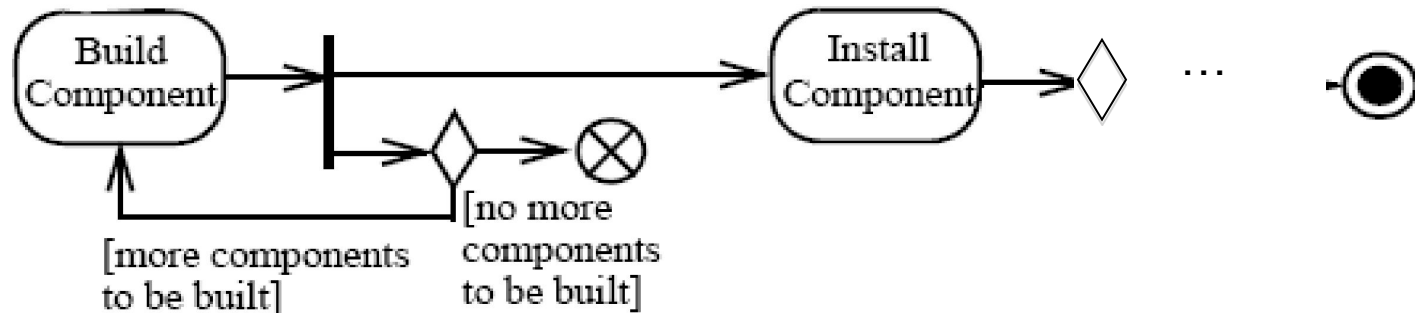 Build
Component
Install
Component
...
[no more
components
to be built]
[more components
to be built]